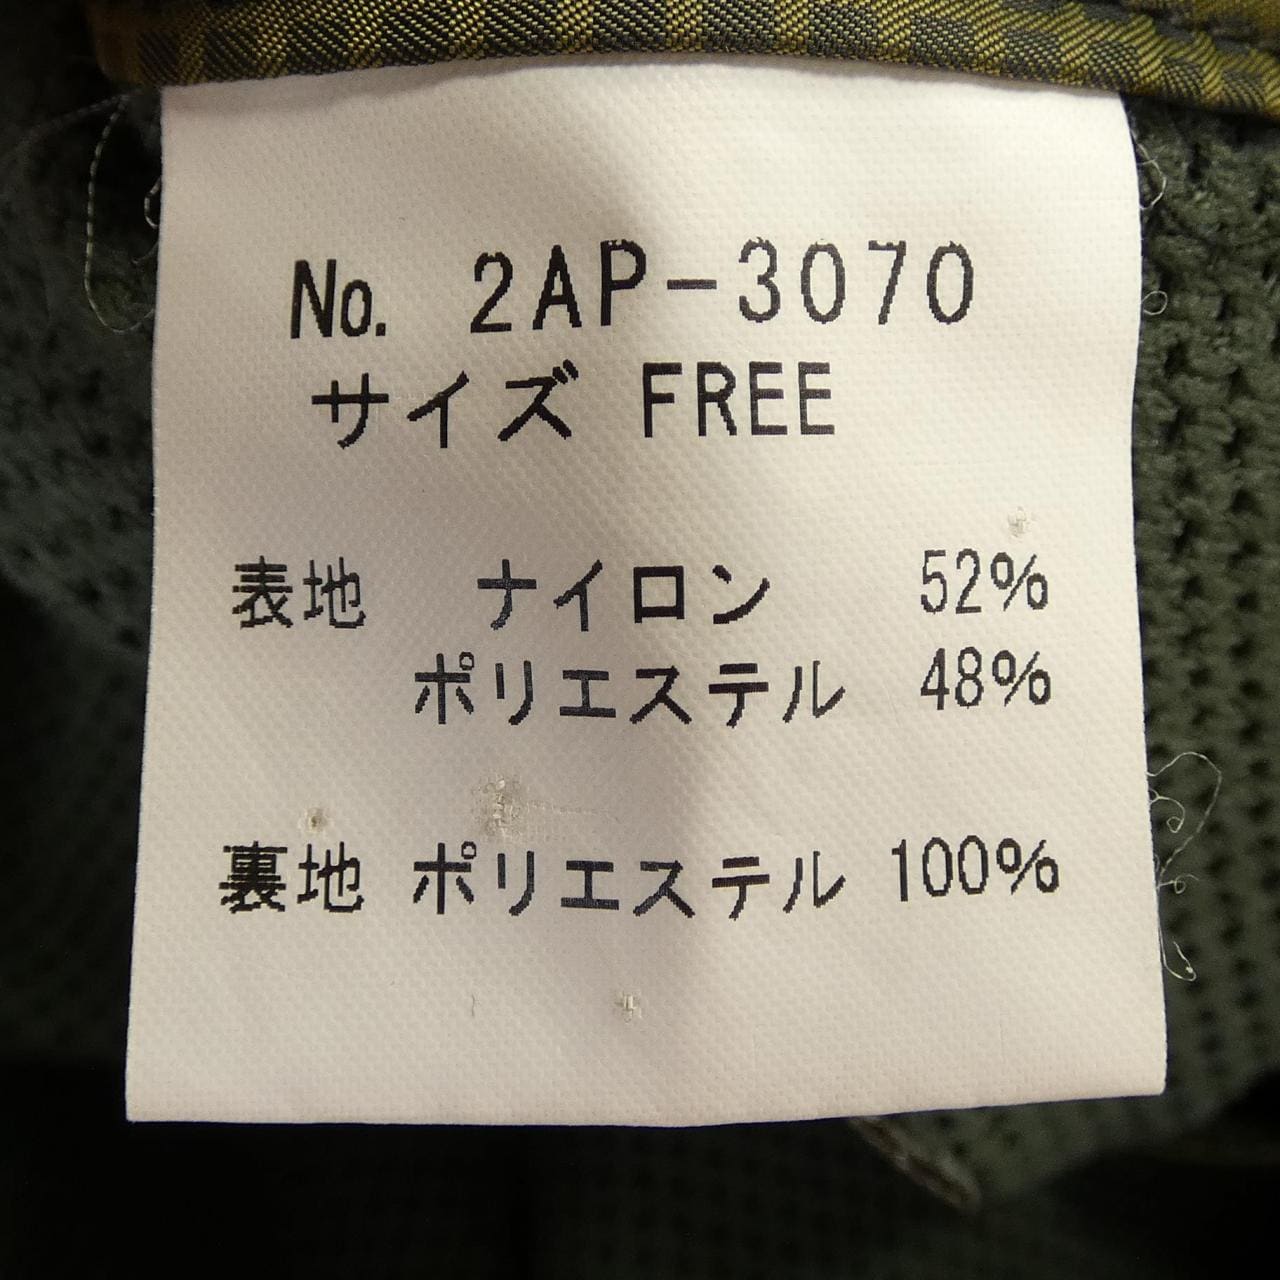 No. 2AP-3070
サイズ FREE
表地 ナイロン 52%
ポリエステル 48%
裏地 ポリエステル 100%